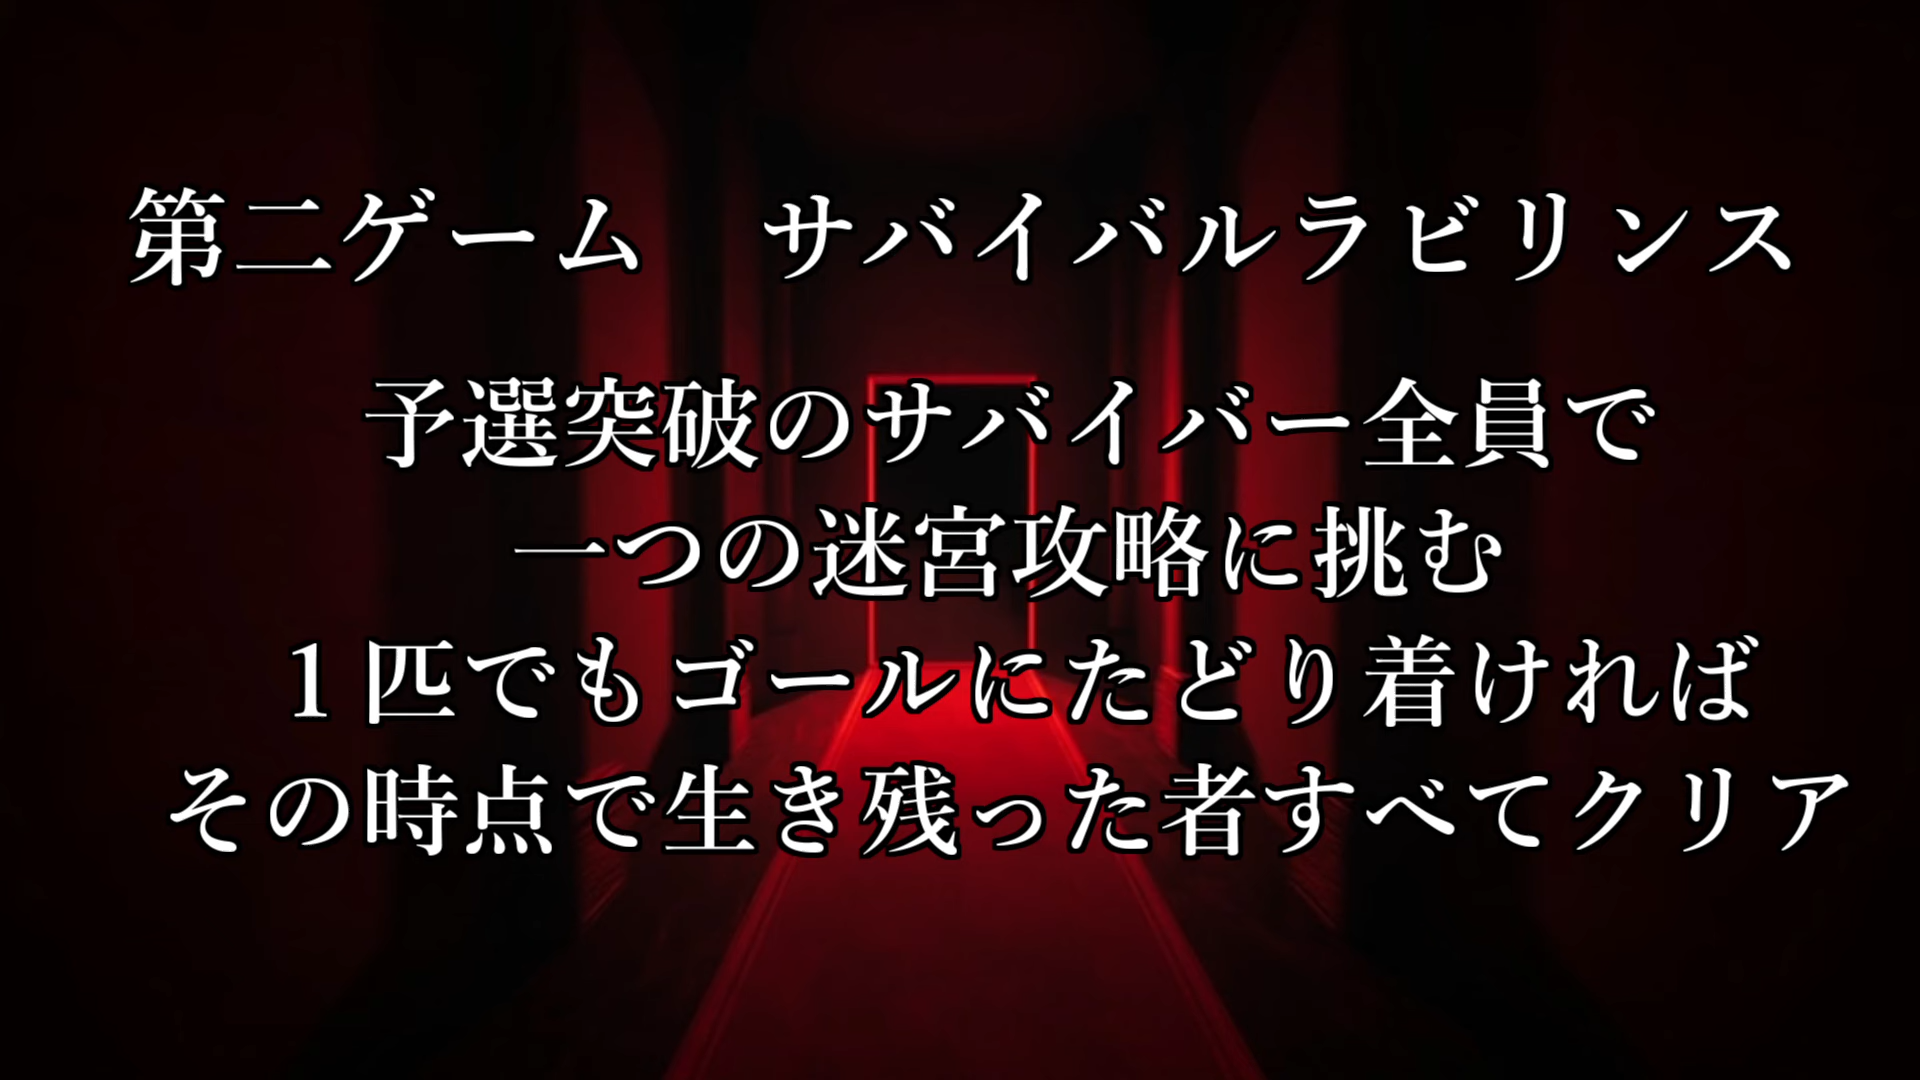 第二ゲーム　サバイバルラビリンス
予選突破のサバイバー全員で
一つの迷宮攻略に挑む
１匹でもゴールにたどり着ければ
その時点で生き残った者すべてクリア